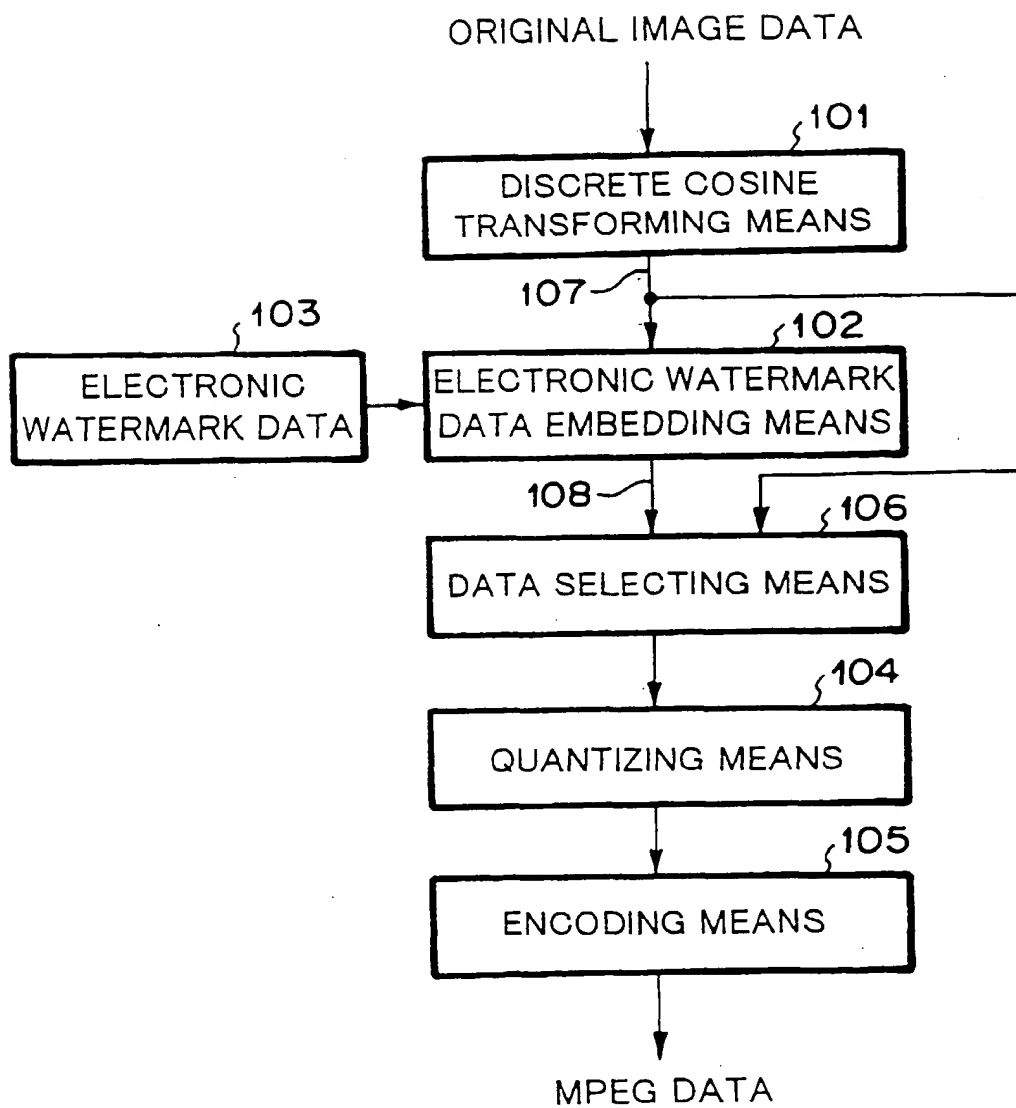 ORIGINAL IMAGE DATA
101
DISCRETE COSINE
TRANSFORMING MEANS
107
103
102
ELECTRONIC
WATERMARK DATA
ELECTRONIC WATERMARK
DATA EMBEDDING MEANS
108
106
DATA SELECTING MEANS
104
QUANTIZING MEANS
105
ENCODING MEANS
MPEG DATA